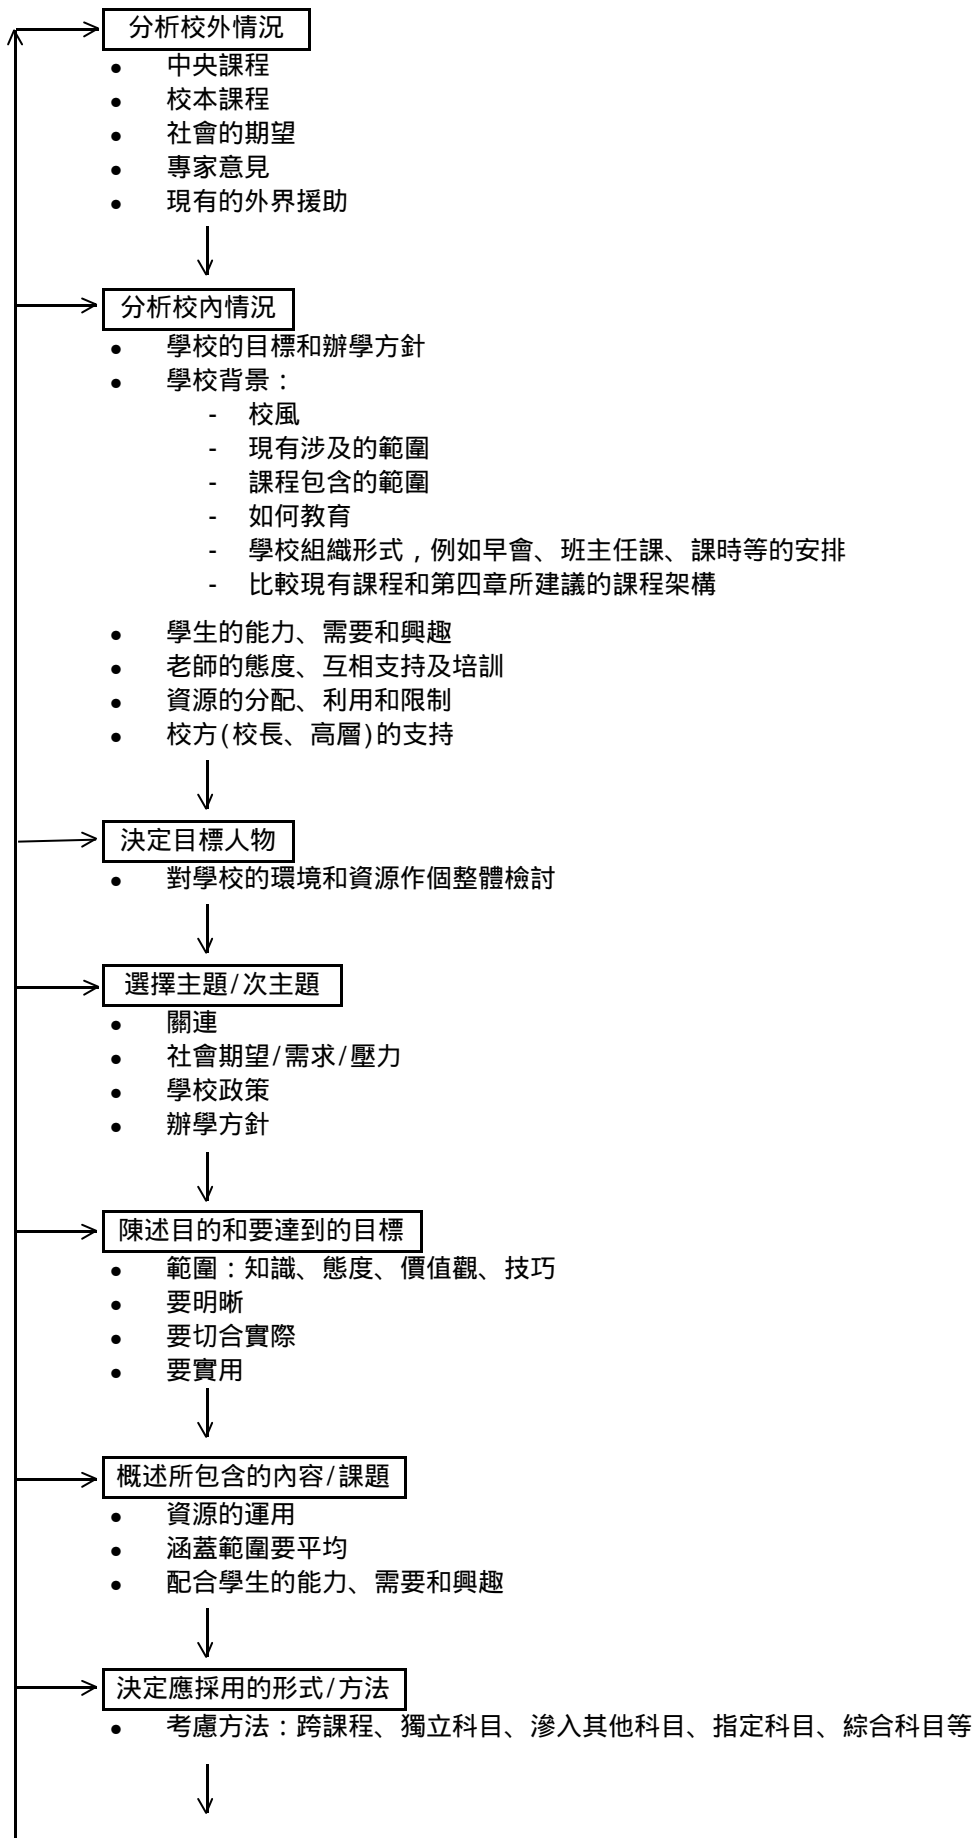 分析校外情況
● 中央課程
● 校本課程
● 社會的期望
● 專家意見
● 現有的外界援助
分析校內情況
● 學校的目標和辦學方針
● 學校背景：
- 校風
- 現有涉及的範圍
- 課程包含的範圍
- 如何教育
- 學校組織形式，例如早會、班主任課、課時等的安排
- 比較現有課程和第四章所建議的課程架構
● 學生的能力、需要和興趣
● 老師的態度、互相支持及培訓
● 資源的分配、利用和限制
● 校方(校長、高層)的支持
決定目標人物
● 對學校的環境和資源作個整體檢討
選擇主題/次主題
● 關連
● 社會期望/需求/壓力
● 學校政策
● 辦學方針
陳述目的和要達到的目標
● 範圍：知識、態度、價值觀、技巧
● 要明晰
● 要切合實際
● 要實用
概述所包含的內容/課題
● 資源的運用
● 涵蓋範圍要平均
● 配合學生的能力、需要和興趣
決定應採用的形式/方法
● 考慮方法：跨課程、獨立科目、滲入其他科目、指定科目、綜合科目等